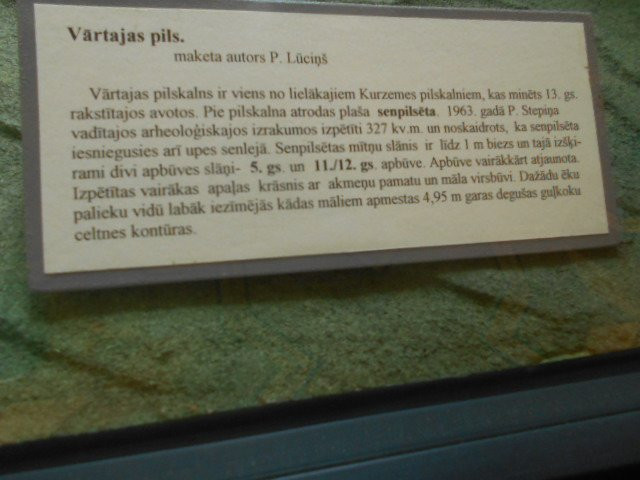 Vārtajas pils.
maketa autors P. Lūciņš
Vārtajas pilskalns ir viens no lielākajiem Kurzemes pilskalniem, kas minēts 13. gs.
rakstītajos avotos. Pie pilskalna atrodas plaša senpilsēta. 1963. gadā P. Stepiņa
vadītajos arheoloģiskajos izrakumos izpētīti 327 kv.m. un noskaidrots, ka senpilsēta
iesniegusies arī upes senlejā. Senpilsētas mītņu slānis ir līdz 1 m biezs un tajā izšķi-
rami divi apbūves slāņi- 5. gs. un 11./12. gs. apbūve. Apbūve vairākkārt atjaunota.
Izpētītas vairākas apaļas krāsnis ar akmeņu pamatu un māla virsbūvi. Dažādu ēku
palieku vidū labāk iezīmējās kādas māliem apmestas 4,95 m garas degušas guļkoku
celtnes kontūras.